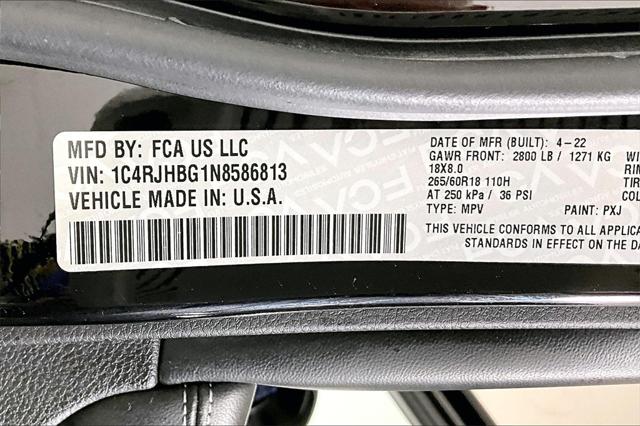 MFD BY: FCA US LLC
VIN: 1C4RJHBG1N8586813
VEHICLE MADE IN: U.S.A.
DATE OF MFR (BUILT): 4-22
GAWR FRONT: 2800 LB / 1271 KG
18X8.0
265/60R18 110H
AT 250 kPa / 36 PSI
TYPE: MPV PAINT: PXJ
THIS VEHICLE CONFORMS TO ALL
STANDARDS IN EFFECT ON THE